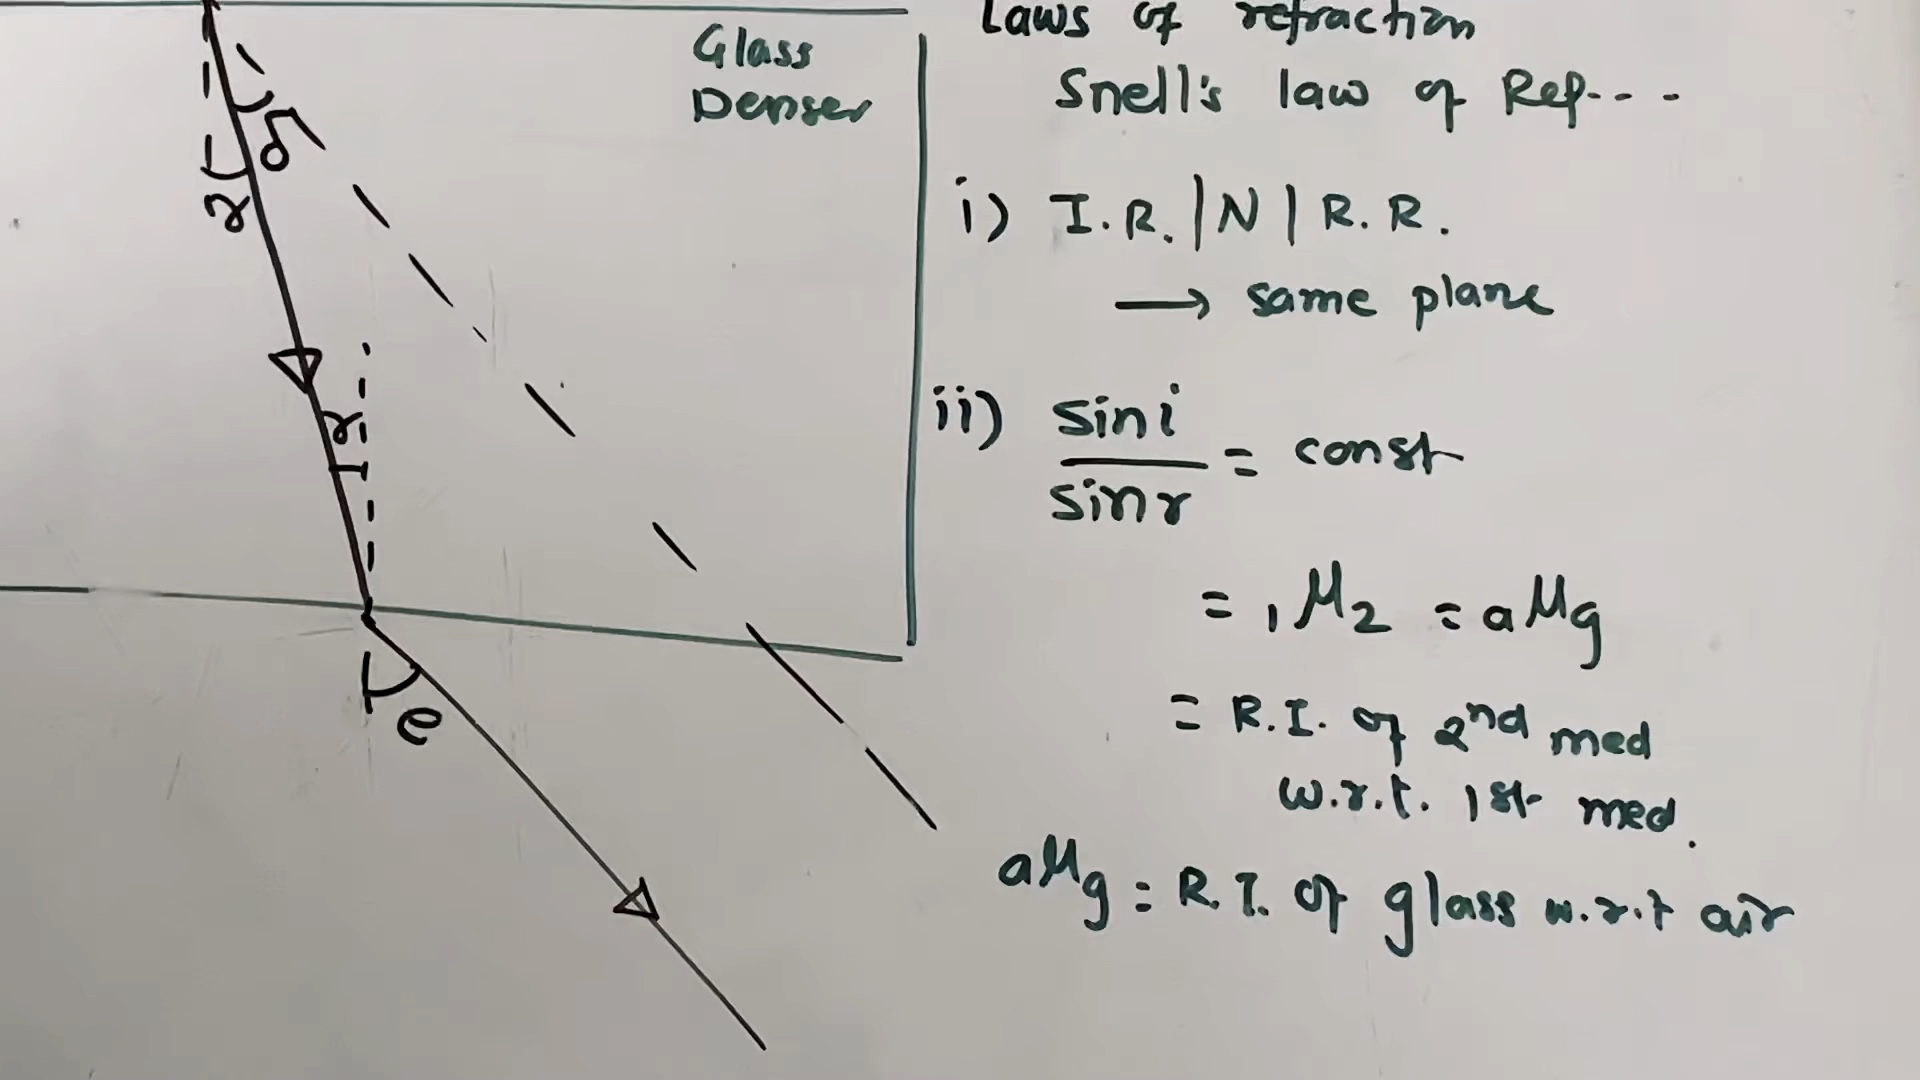 Glass
Denser
δ
r
r
e
Laws of refraction
Snell's law of Ref---
i) I.R. | N | R.R.
→ same plane
ii) sin i / sin r = const
= ₁μ₂ = aμg
= R.I. of 2nd med
w.r.t. 1st med.
aμg = R.I. of glass w.r.t air